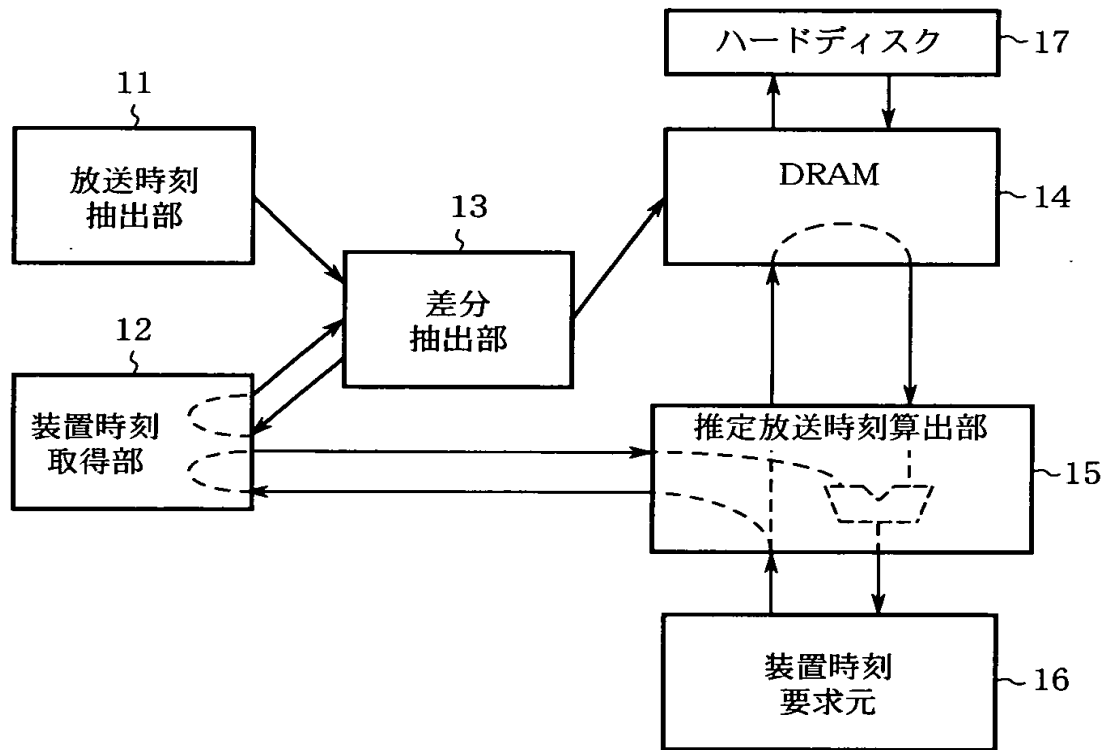 ハードディスク
17
11
放送時刻
抽出部
DRAM
14
13
差分
抽出部
12
装置時刻
取得部
推定放送時刻算出部
15
装置時刻
要求元
16